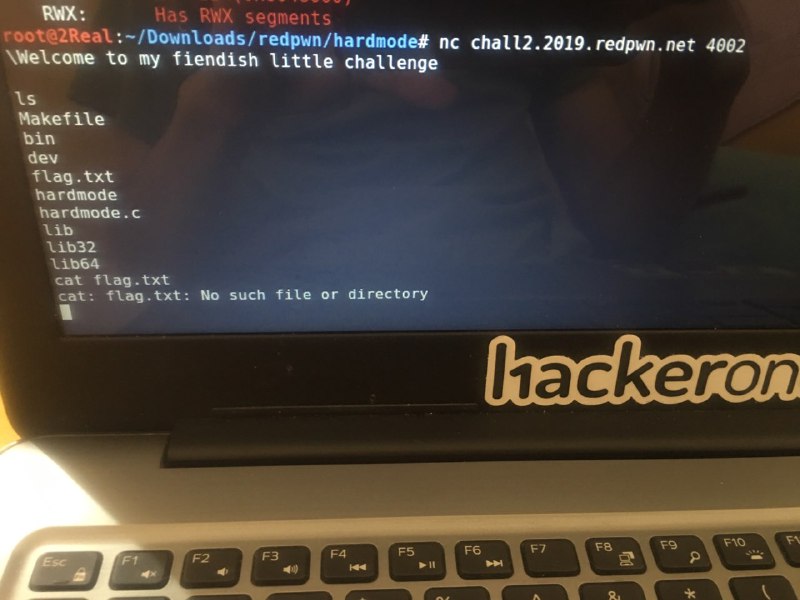 RWX: Has RWX segments
root@2Real:~/Downloads/redpwn/hardmode# nc chall2.2019.redpwn.net 4002
\Welcome to my fiendish little challenge
ls
Makefile
bin
dev
flag.txt
hardmode
hardmode.c
lib
lib32
lib64
cat flag.txt
cat: flag.txt: No such file or directory
hackeron
Esc F1 F2 F3 F4 F5 F6 F7 F8 F9 F10
% ^ & * (